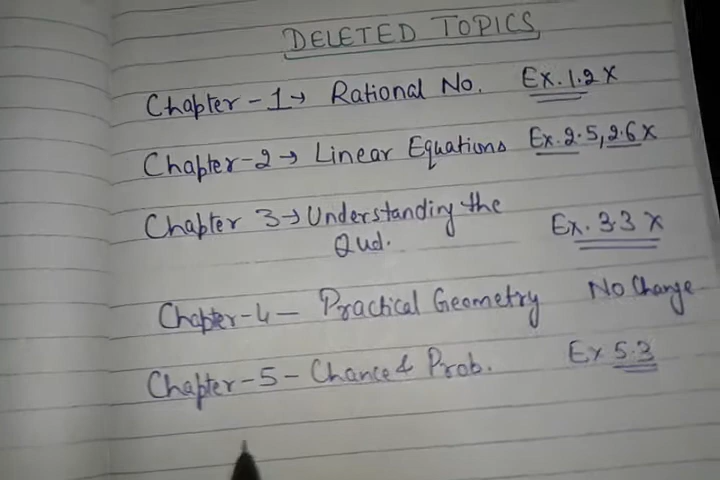 DELETED TOPICS
Chapter-1→ Rational No. Ex. 1.2 X
Chapter-2→ Linear Equations Ex. 2.5, 2.6 X
Chapter 3→ Understanding the Ex. 3.3 X
Qud.
Chapter-4— Practical Geometry No Change
Chapter-5- Chance & Prob. Ex 5.3